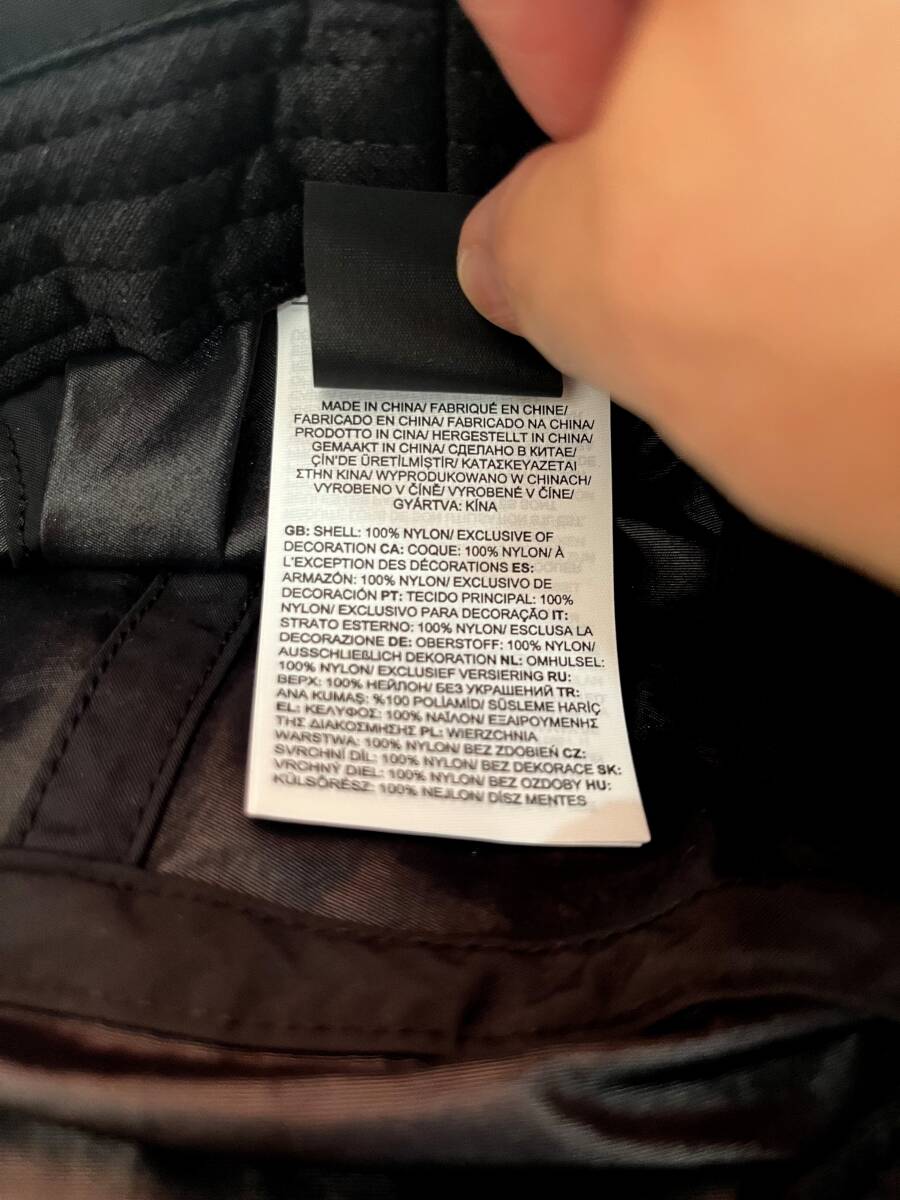 MADE IN CHINA/ FABRIQUÉ EN CHINE/
FABRICADO EN CHINA/ FABRICADO NA CHINA/
PRODOTTO IN CINA/ HERGESTELLT IN CHINA/
GEMAAKT IN CHINA/ СДЕЛАНО В КИТАЕ/
ÇİN'DE ÜRETİLMİŞTİR/ ΚΑΤΑΣΚΕΥΑΖΕΤΑΙ
ΣΤΗΝ ΚΙΝΑ/ WYPRODUKOWANO W CHINACH/
VYROBENO V ČÍNĚ/ VYROBENÉ V ČÍNE/
GYÁRTVA: KÍNA
GB: SHELL: 100% NYLON/ EXCLUSIVE OF
DECORATION CA: COQUE: 100% NYLON/ À
L'EXCEPTION DES DÉCORATIONS ES:
ARMAZÓN: 100% NYLON/ EXCLUSIVO DE
DECORACIÓN PT: TECIDO PRINCIPAL: 100%
NYLON/ EXCLUSIVO PARA DECORAÇÃO IT:
STRATO ESTERNO: 100% NYLON/ ESCLUSA LA
DECORAZIONE DE: OBERSTOFF: 100% NYLON/
AUSSCHLIEßLICH DEKORATION NL: OMHULSEL:
100% NYLON/ EXCLUSIEF VERSIERING RU:
ВЕРХ: 100% НЕЙЛОН/ БЕЗ УКРАШЕНИЙ TR:
ANA KUMAŞ: %100 POLİAMİD/ SÜSLEME HARİÇ
EL: ΚΕΛΥΦΟΣ: 100% ΝΑΪΛΟΝ/ ΕΞΑΙΡΟΥΜΕΝΗΣ
ΤΗΣ ΔΙΑΚΟΣΜΗΣΗΣ PL: WIERZCHNIA
WARSTWA: 100% NYLON/ BEZ ZDOBIEŃ CZ:
SVRCHNÍ DÍL: 100% NYLON/ BEZ DEKORACE SK:
VRCHNÝ DIEL: 100% NYLON/ BEZ OZDOBY HU:
KÜLSŐRÉSZ: 100% NEJLON/ DÍSZ MENTES